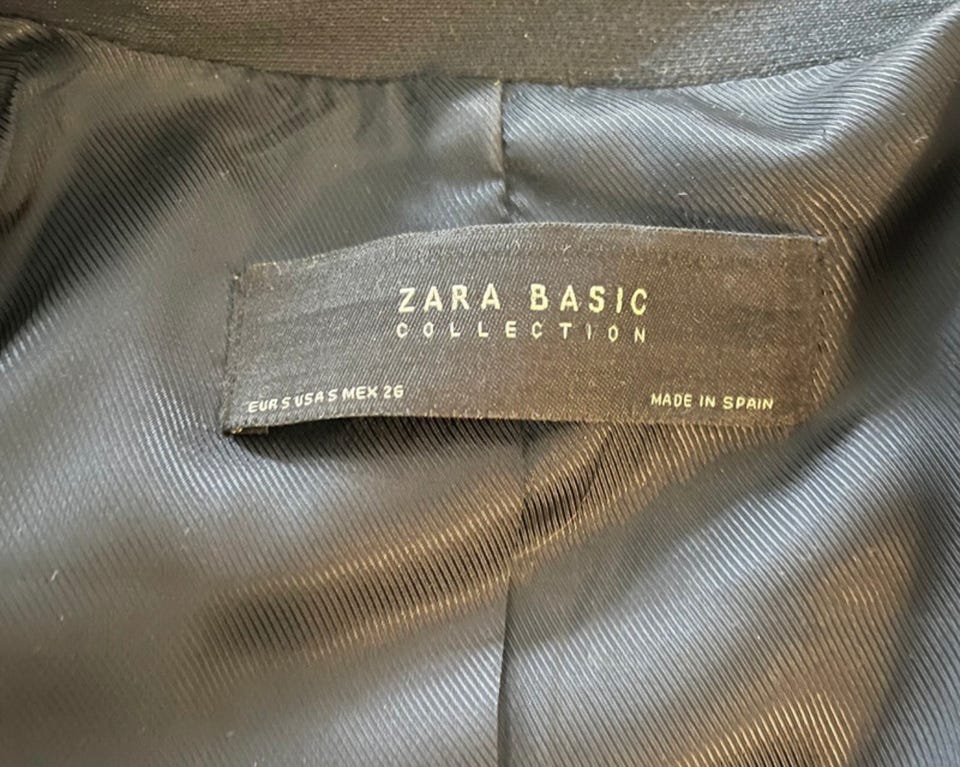 ZARA BASIC
COLLECTION
EUR S USA S MEX 26
MADE IN SPAIN